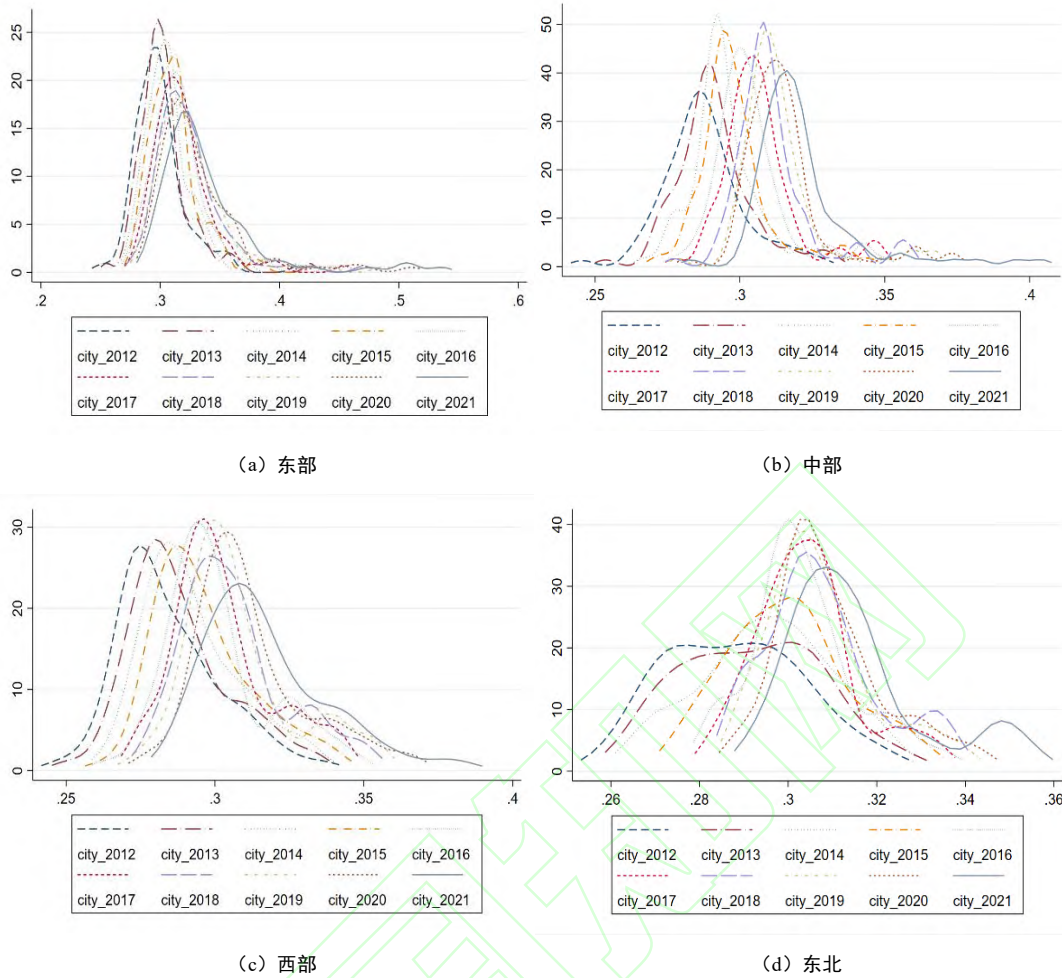 25
20
15
10
5
0
.2 .3 .4 .5 .6
city_2012 city_2013 city_2014 city_2015 city_2016
city_2017 city_2018 city_2019 city_2020 city_2021
（a）东部
50
40
30
20
10
0
.25 .3 .35 .4
city_2012 city_2013 city_2014 city_2015 city_2016
city_2017 city_2018 city_2019 city_2020 city_2021
（b）中部
30
20
10
0
.25 .3 .35 .4
city_2012 city_2013 city_2014 city_2015 city_2016
city_2017 city_2018 city_2019 city_2020 city_2021
（c）西部
40
30
20
10
0
.26 .28 .3 .32 .34 .36
city_2012 city_2013 city_2014 city_2015 city_2016
city_2017 city_2018 city_2019 city_2020 city_2021
（d）东北